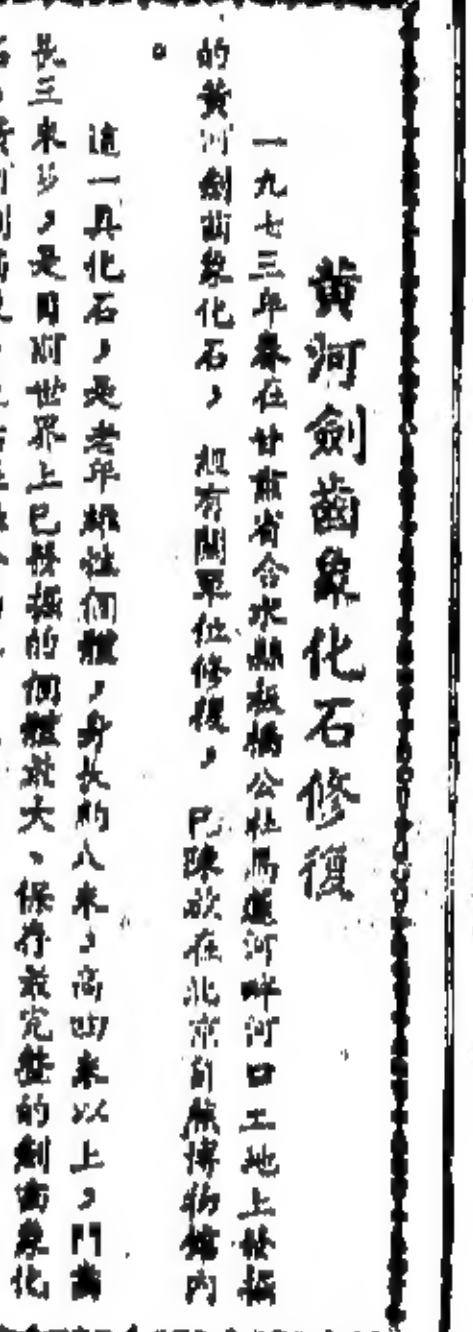 黃河劍齒象化石修復
一九七三年春在甘肅省合水縣板橋公社馬蓮河畔河口土地上發掘
的黃河劍齒象化石，經有關單位修復，已陳放在北京自然博物館內
。
這一具化石，是老年雄性個體，身長約八米，高四米以上，門齒
長三米多，是目前世界上已發掘的個體最大、保存最完整的劍齒象化